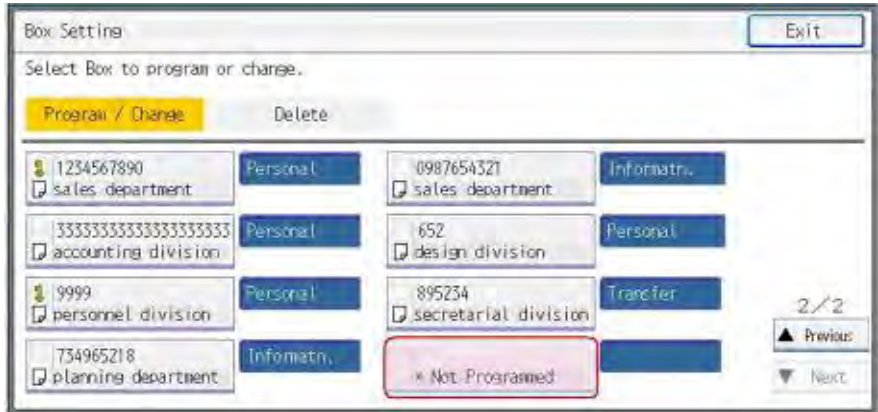 Box Setting
Exit
Select Box to program or change.
Program / Change
Delete
1234567890
Personal
sales department
0987654321
Informatn.
sales department
33333333333333333333
Personal
accounting division
652
Personal
design division
9999
Personal
personnel division
895234
Transfer
secretarial division
734965218
Informatn.
planning department
* Not Programmed
2/2
▲ Previous
▼ Next